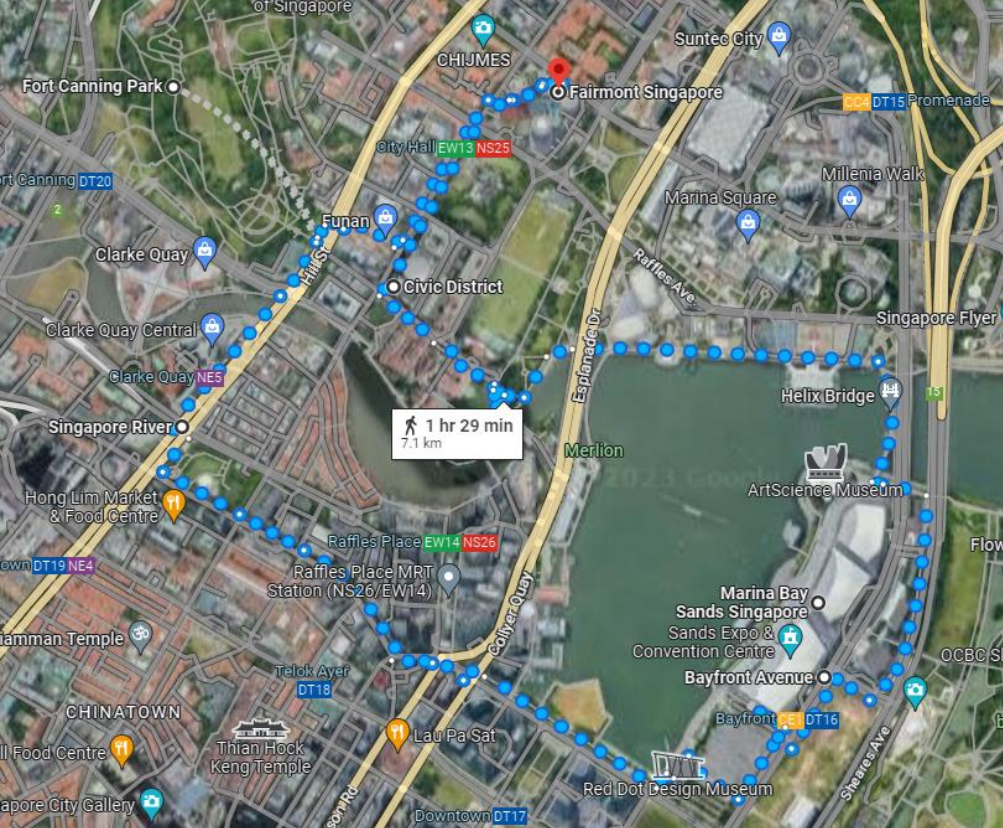 of Singapore
CHIJMES
Suntec City
Fort Canning Park
Fairmont Singapore
CC4 DT15 Promenade
City Hall EW13 NS25
rt Canning DT20
Millenia Walk
2
Marina Square
Funan
Clarke Quay
Hill St
Raffles Ave.
Civic District
Singapore Flyer
Clarke Quay Central
Esplanade Dr
Clarke Quay NE5
15
Helix Bridge
Singapore River
1 hr 29 min
7.1 km
Merlion
2023 Goo
ArtScience Museum
Hong Lim Market
& Food Centre
Raffles Place EW14 NS26
Flow
own DT19 NE4
Raffles Place MRT
Station (NS26/EW14)
Marina Bay
Sands Singapore
Collyer Quay
iamman Temple
Sands Expo &
Convention Centre
OCBC S
Telok Ayer
DT18
Bayfront Avenue
CHINATOWN
Bayfront CE1 DT16
Lau Pa Sat
ll Food Centre
Thian Hock
Keng Temple
Sheares Ave
Red Dot Design Museum
apore City Gallery
son Rd
Downtown DT17